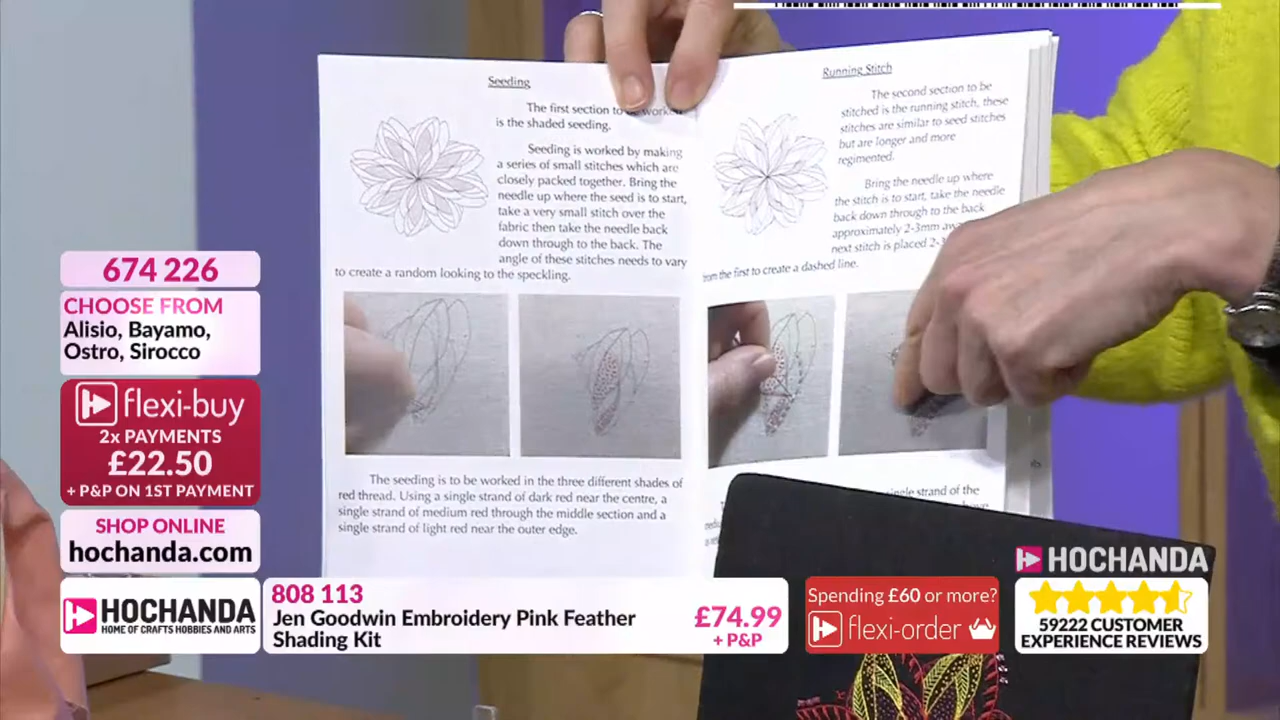 Seeding
The first section to be worked
is the shaded seeding.
Seeding is worked by making
a series of small stitches which are
closely packed together. Bring the
needle up where the seed is to start,
take a very small stitch over the
fabric then take the needle back
down through to the back. The
angle of these stitches needs to vary
to create a random looking to the speckling.
The seeding is to be worked in the three different shades of
red thread. Using a single strand of dark red near the centre, a
single strand of medium red through the middle section and a
single strand of light red near the outer edge.
Running Stitch
The second section to be
stitched is the running stitch, these
stitches are similar to seed stitches
but are longer and more
regimented.
Bring the needle up where
the stitch is to start, take the needle
back down through to the back
approximately 2-3mm
next stitch is placed
from the first to create a dashed line.
single strand of the
674 226
CHOOSE FROM
Alisio, Bayamo,
Ostro, Sirocco
flexi-buy
2x PAYMENTS
£22.50
+ P&P ON 1ST PAYMENT
SHOP ONLINE
hochanda.com
HOCHANDA
HOME OF CRAFTS HOBBIES AND ARTS
808 113
Jen Goodwin Embroidery Pink Feather
Shading Kit
£74.99
+ P&P
Spending £60 or more?
flexi-order
HOCHANDA
59222 CUSTOMER
EXPERIENCE REVIEWS